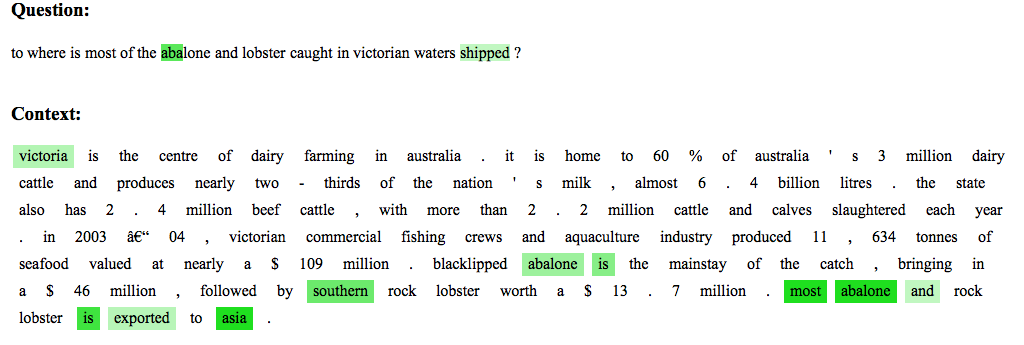 Question:
to where is most of the abalone and lobster caught in victorian waters shipped ?
Context:
victoria is the centre of dairy farming in australia . it is home to 60 % of australia ' s 3 million dairy
cattle and produces nearly two - thirds of the nation ' s milk , almost 6 . 4 billion litres . the state
also has 2 . 4 million beef cattle , with more than 2 . 2 million cattle and calves slaughtered each year
. in 2003 â€“ 04 , victorian commercial fishing crews and aquaculture industry produced 11 , 634 tonnes of
seafood valued at nearly a $ 109 million . blacklipped abalone is the mainstay of the catch , bringing in
a $ 46 million , followed by southern rock lobster worth a $ 13 . 7 million . most abalone and rock
lobster is exported to asia .